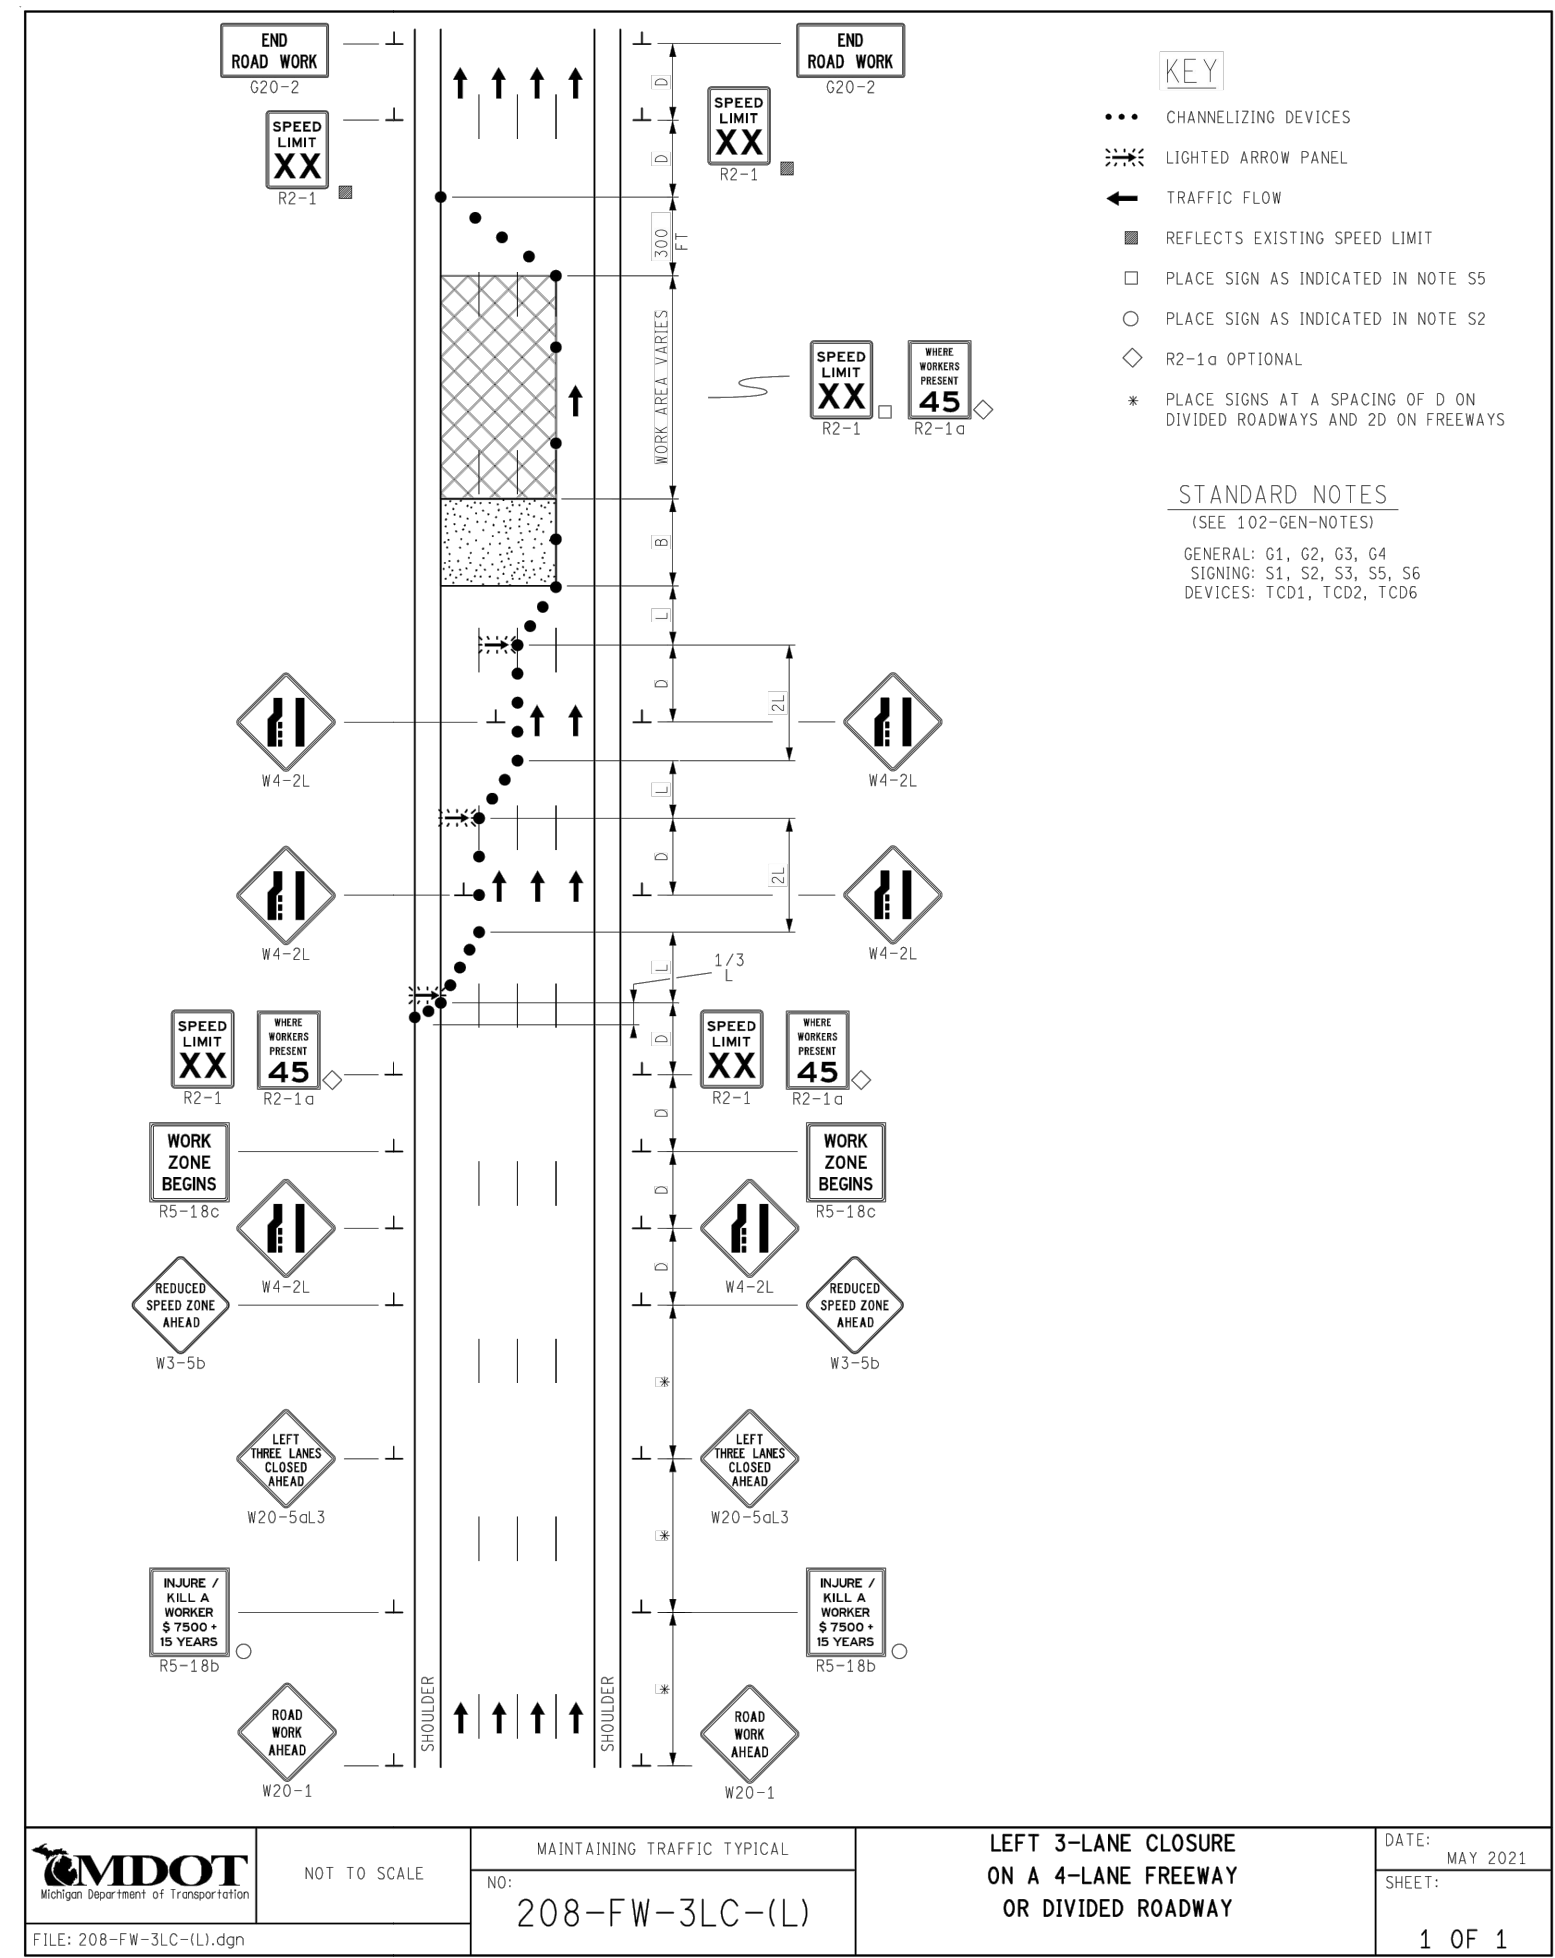 END
ROAD WORK
G20-2
END
ROAD WORK
G20-2
D
SPEED
LIMIT
XX
R2-1
SPEED
LIMIT
XX
R2-1
D
300
FT
WORK AREA VARIES
SPEED
LIMIT
XX
R2-1
WHERE
WORKERS
PRESENT
45
R2-1a
B
L
D
2L
W4-2L
W4-2L
L
D
2L
W4-2L
W4-2L
L
1/3
L
SPEED
LIMIT
XX
R2-1
WHERE
WORKERS
PRESENT
45
R2-1a
D
SPEED
LIMIT
XX
R2-1
WHERE
WORKERS
PRESENT
45
R2-1a
D
WORK
ZONE
BEGINS
R5-18c
WORK
ZONE
BEGINS
R5-18c
D
W4-2L
W4-2L
D
REDUCED
SPEED ZONE
AHEAD
W3-5b
REDUCED
SPEED ZONE
AHEAD
W3-5b
*
LEFT
THREE LANES
CLOSED
AHEAD
W20-5aL3
LEFT
THREE LANES
CLOSED
AHEAD
W20-5aL3
*
INJURE /
KILL A
WORKER
$ 7500 +
15 YEARS
R5-18b
INJURE /
KILL A
WORKER
$ 7500 +
15 YEARS
R5-18b
*
ROAD
WORK
AHEAD
W20-1
SHOULDER
SHOULDER
ROAD
WORK
AHEAD
W20-1
KEY
CHANNELIZING DEVICES
LIGHTED ARROW PANEL
TRAFFIC FLOW
REFLECTS EXISTING SPEED LIMIT
PLACE SIGN AS INDICATED IN NOTE S5
PLACE SIGN AS INDICATED IN NOTE S2
R2-1a OPTIONAL
* PLACE SIGNS AT A SPACING OF D ON
DIVIDED ROADWAYS AND 2D ON FREEWAYS
STANDARD NOTES
(SEE 102-GEN-NOTES)
GENERAL: G1, G2, G3, G4
SIGNING: S1, S2, S3, S5, S6
DEVICES: TCD1, TCD2, TCD6
MDOT
Michigan Department of Transportation
FILE: 208-FW-3LC-(L).dgn
NOT TO SCALE
MAINTAINING TRAFFIC TYPICAL
NO:
208-FW-3LC-(L)
LEFT 3-LANE CLOSURE
ON A 4-LANE FREEWAY
OR DIVIDED ROADWAY
DATE:
MAY 2021
SHEET:
1 OF 1